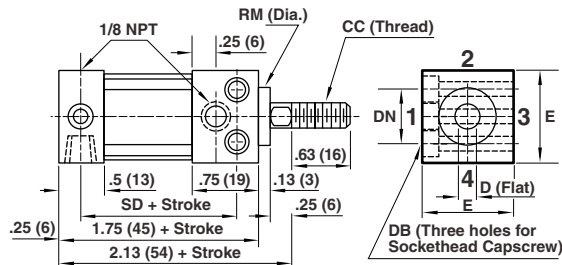 RM (Dia.)
1/8 NPT
.25 (6)
CC (Thread)
2
DN
1
3
E
.63 (16)
4
D (Flat)
.5 (13)
.75 (19)
.13 (3)
SD + Stroke
.25 (6)
E
.25 (6)
1.75 (45) + Stroke
DB (Three holes for
Sockethead Capscrew)
2.13 (54) + Stroke